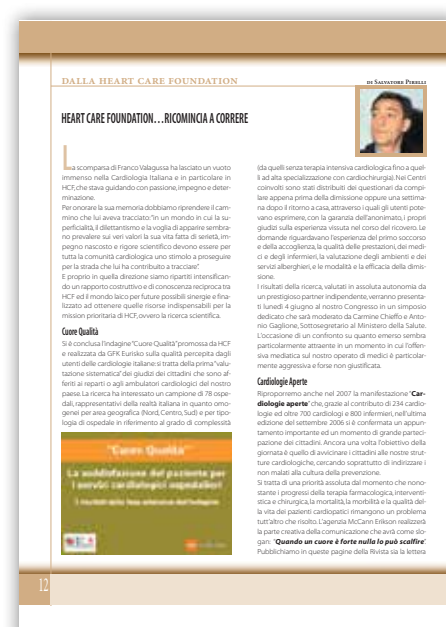 DALLA HEART CARE FOUNDATION
DI SALVATORE PIRELLI
HEART CARE FOUNDATION…RICOMINCIA A CORRERE
La scomparsa di Franco Valagussa ha lasciato un vuoto
immenso nella Cardiologia Italiana e in particolare in
HCF, che stava guidando con passione, impegno e deter-
minazione.
Per onorare la sua memoria dobbiamo riprendere il cam-
mino che lui aveva tracciato: "in un mondo in cui la su-
perficialità, il dilettantismo e la voglia di apparire sembra-
no prevalere sui veri valori la sua vita fatta di serietà, im-
pegno nascosto e rigore scientifico devono essere per
tutta la comunità cardiologica uno stimolo a proseguire
per la strada che lui ha contribuito a tracciare".
E proprio in quella direzione siamo ripartiti intensifican-
do un rapporto costruttivo e di conoscenza reciproca tra
HCF ed il mondo laico per future possibili sinergie e fina-
lizzato ad ottenere quelle risorse indispensabili per la
mission prioritaria di HCF, ovvero la ricerca scientifica.
Cuore Qualità
Si è conclusa l'indagine "Cuore Qualità", promossa da HCF
e realizzata da GFK Eurisko sulla qualità percepita dagli
utenti delle cardiologie italiane: si tratta della prima "valu-
tazione sistematica" dei giudizi dei cittadini che sono af-
feriti ai reparti o agli ambulatori cardiologici del nostro
paese. La ricerca ha interessato un campione di 78 ospe-
dali, rappresentativi della realtà italiana in quanto omo-
genei per area geografica (Nord, Centro, Sud) e per tipo-
logia di ospedale in riferimento al grado di complessità
"Cuore Qualità"
La soddisfazione del paziente per
i servizi cardiologici ospedalieri
(da quelli senza terapia intensiva cardiologica fino a quel-
li ad alta specializzazione con cardiochirurgia). Nei Centri
coinvolti sono stati distribuiti dei questionari da compi-
lare appena prima della dimissione oppure una settima-
na dopo il ritorno a casa, attraverso i quali gli utenti pote-
vano esprimere, con la garanzia dell'anonimato, i propri
giudizi sulla esperienza vissuta nel corso del ricovero. Le
domande riguardavano l'esperienza del primo soccorso
e della accoglienza, la qualità delle prestazioni, dei medi-
ci e degli infermieri, la valutazione degli ambienti e dei
servizi alberghieri, e le modalità e la efficacia della dimis-
sione.
I risultati della ricerca, valutati in assoluta autonomia da
un prestigioso partner indipendente, verranno presenta-
ti lunedì 4 giugno al nostro Congresso in un simposio
dedicato che sarà moderato da Carmine Chieffo e Anto-
nio Gaglione, Sottosegretario al Ministero della Salute.
L'occasione di un confronto su quanto emerso sembra
particolarmente attraente in un momento in cui l'offen-
siva mediatica sul nostro operato di medici è particolar-
mente aggressiva e forse non giustificata.
Cardiologie Aperte
Riproporremo anche nel 2007 la manifestazione "Car-
diologie aperte" che, grazie al contributo di 234 cardio-
logie ed oltre 700 cardiologi e 800 infermieri, nell'ultima
edizione del settembre 2006 si è confermata un appun-
tamento importante ed un momento di grande parteci-
pazione dei cittadini. Ancora una volta l'obiettivo della
giornata è quello di avvicinare i cittadini alle nostre strut-
ture cardiologiche, cercando soprattutto di indirizzare i
non malati alla cultura della prevenzione.
Si tratta di una priorità assoluta dal momento che nono-
stante i progressi della terapia farmacologica, interventi-
stica e chirurgica, la mortalità, la morbilità e la qualità del-
la vita dei pazienti cardiopatici rimangono un problema
tutt'altro che risolto. L'agenzia McCann Erikson realizzerà
la parte creativa della comunicazione che avrà come slo-
gan: "Quando un cuore è forte nulla lo può scalfire".
Pubblichiamo in queste pagine della Rivista sia la lettera
12